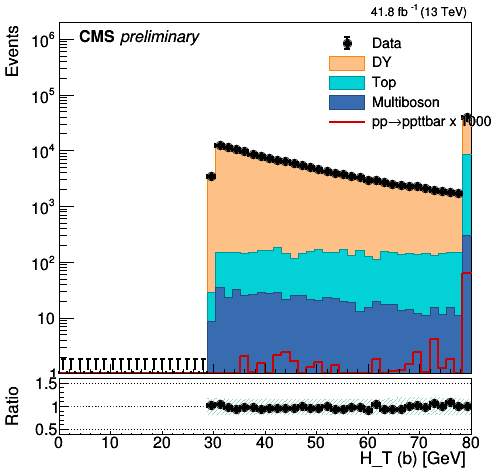 41.8 fb⁻¹ (13 TeV)
CMS preliminary
Events
10⁶
10⁵
10⁴
10³
10²
10
1
Data
DY
Top
Multiboson
pp→ppttbar x 1000
Ratio
1.5
1
0.5
0 10 20 30 40 50 60 70 80
H_T (b) [GeV]